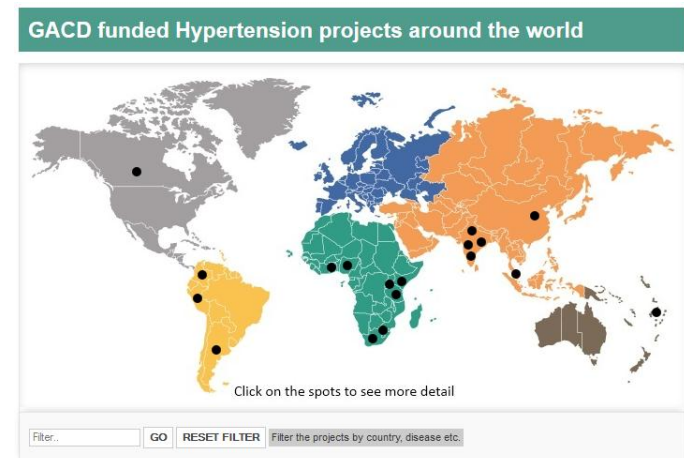 GACD funded Hypertension projects around the world
Click on the spots to see more detail
Filter.. GO RESET FILTER Filter the projects by country, disease etc.